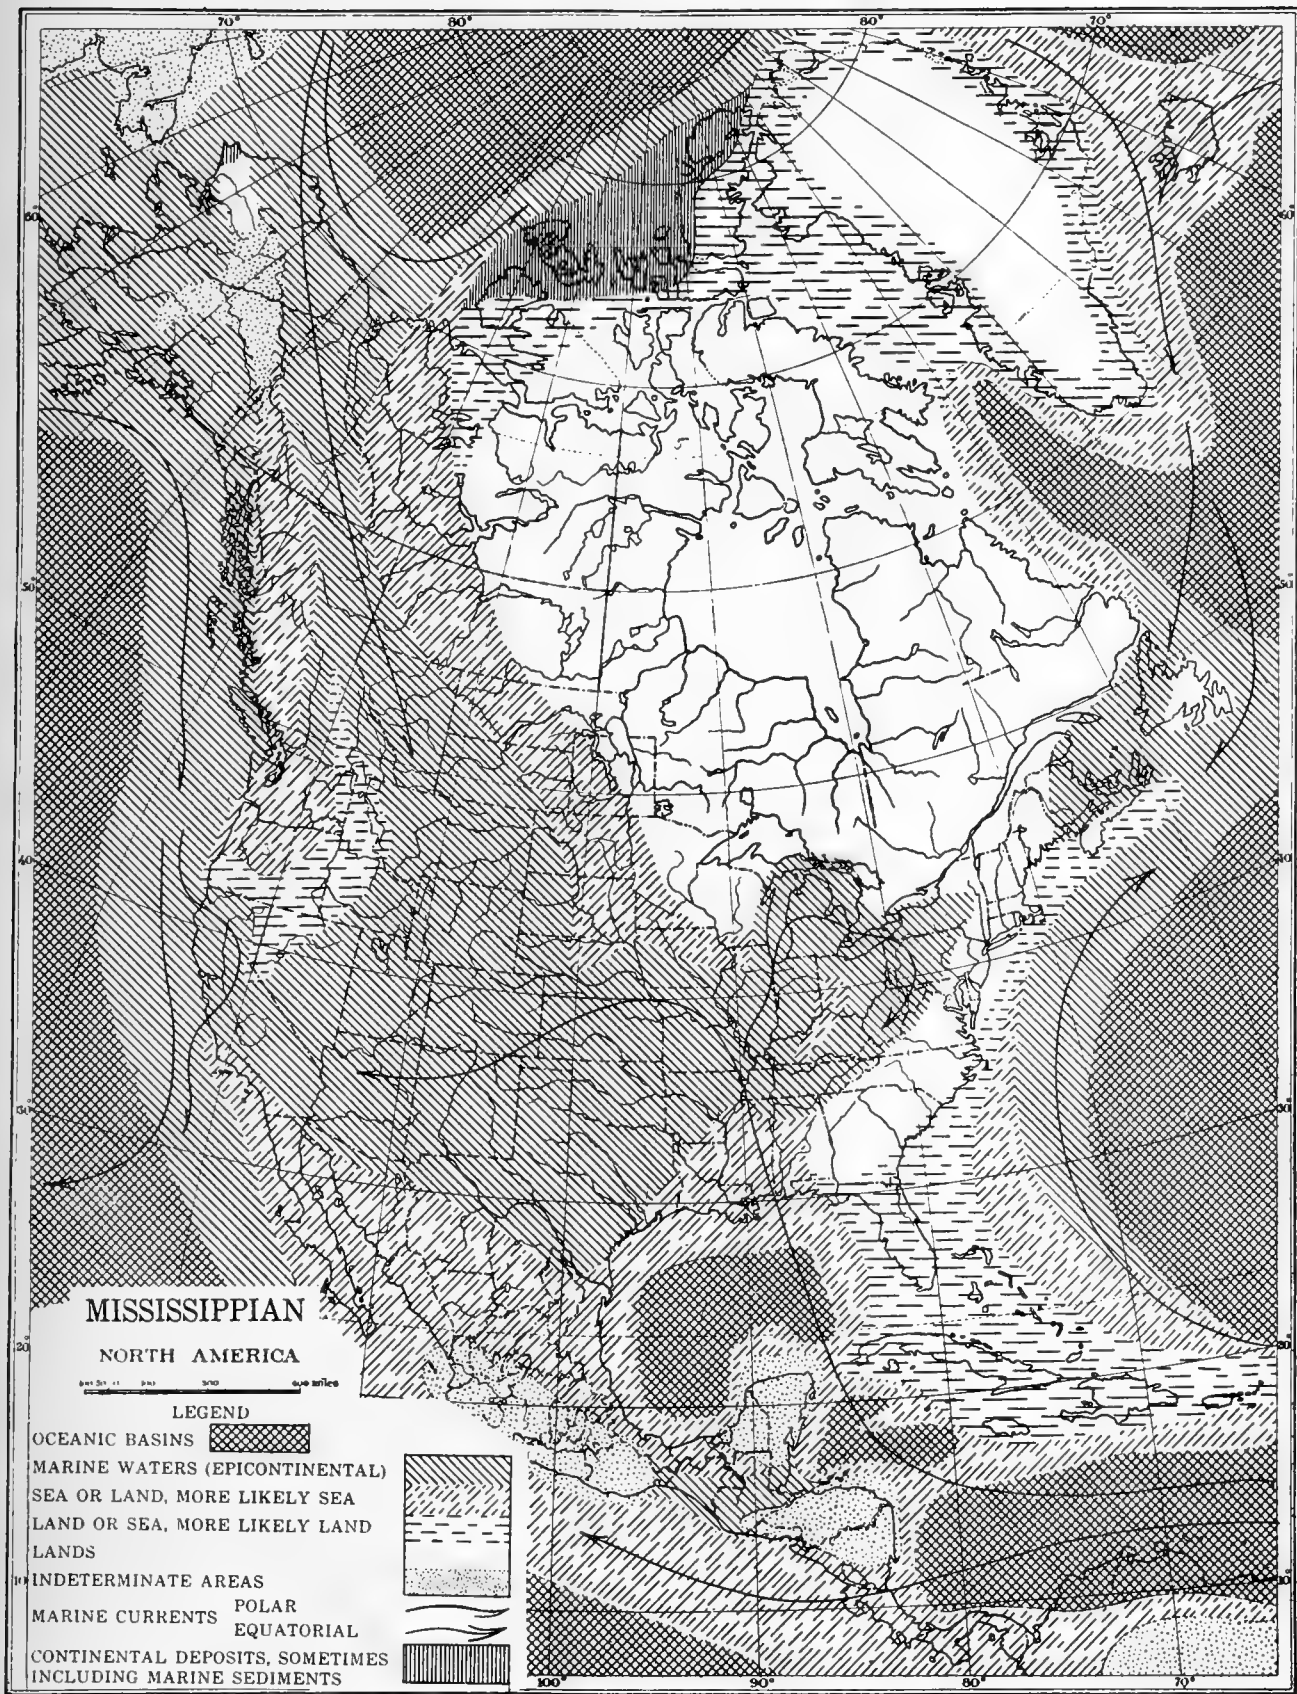 70° 80° 80° 70°
60° 60°
50° 50°
40 40
30° 30°
MISSISSIPPIAN
20° 20°
NORTH AMERICA
miles
LEGEND
OCEANIC BASINS
MARINE WATERS (EPICONTINENTAL)
SEA OR LAND, MORE LIKELY SEA
LAND OR SEA, MORE LIKELY LAND
LANDS
INDETERMINATE AREAS
10 10°
MARINE CURRENTS POLAR
EQUATORIAL
CONTINENTAL DEPOSITS, SOMETIMES
INCLUDING MARINE SEDIMENTS
100° 90° 80° 70°